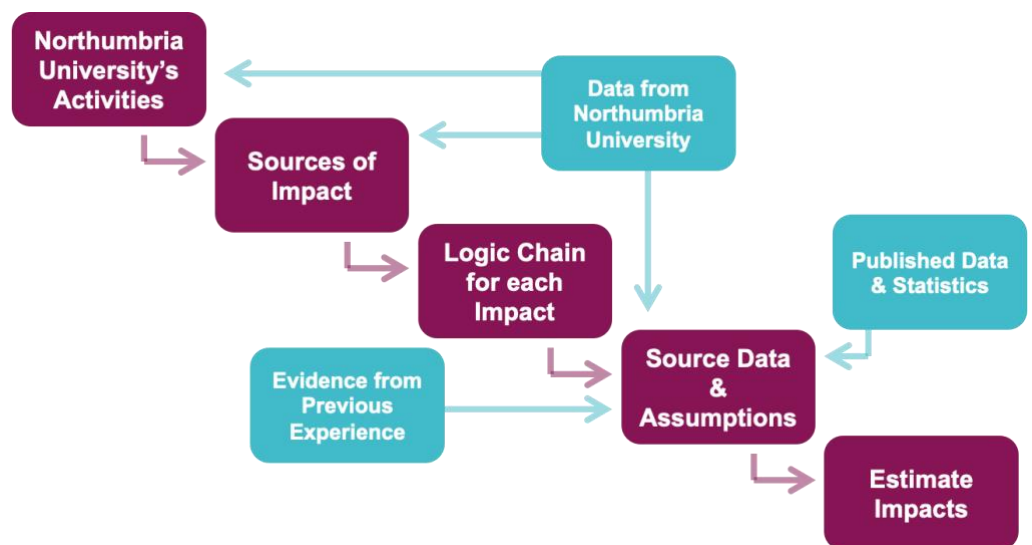 Northumbria
University's
Activities
Data from
Northumbria
University
Sources of
Impact
Logic Chain
for each
Impact
Published Data
& Statistics
Evidence from
Previous
Experience
Source Data
&
Assumptions
Estimate
Impacts